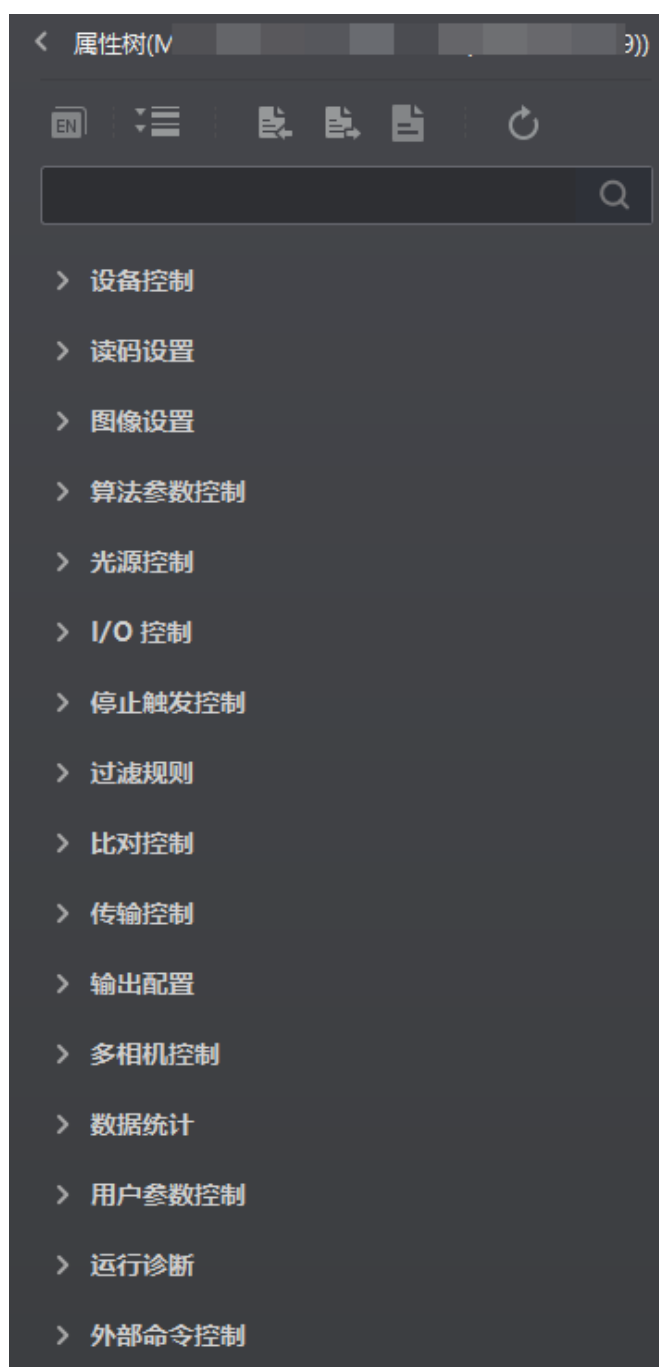 属性树(M 9))
EN
设备控制
读码设置
图像设置
算法参数控制
光源控制
I/O 控制
停止触发控制
过滤规则
比对控制
传输控制
输出配置
多相机控制
数据统计
用户参数控制
运行诊断
外部命令控制